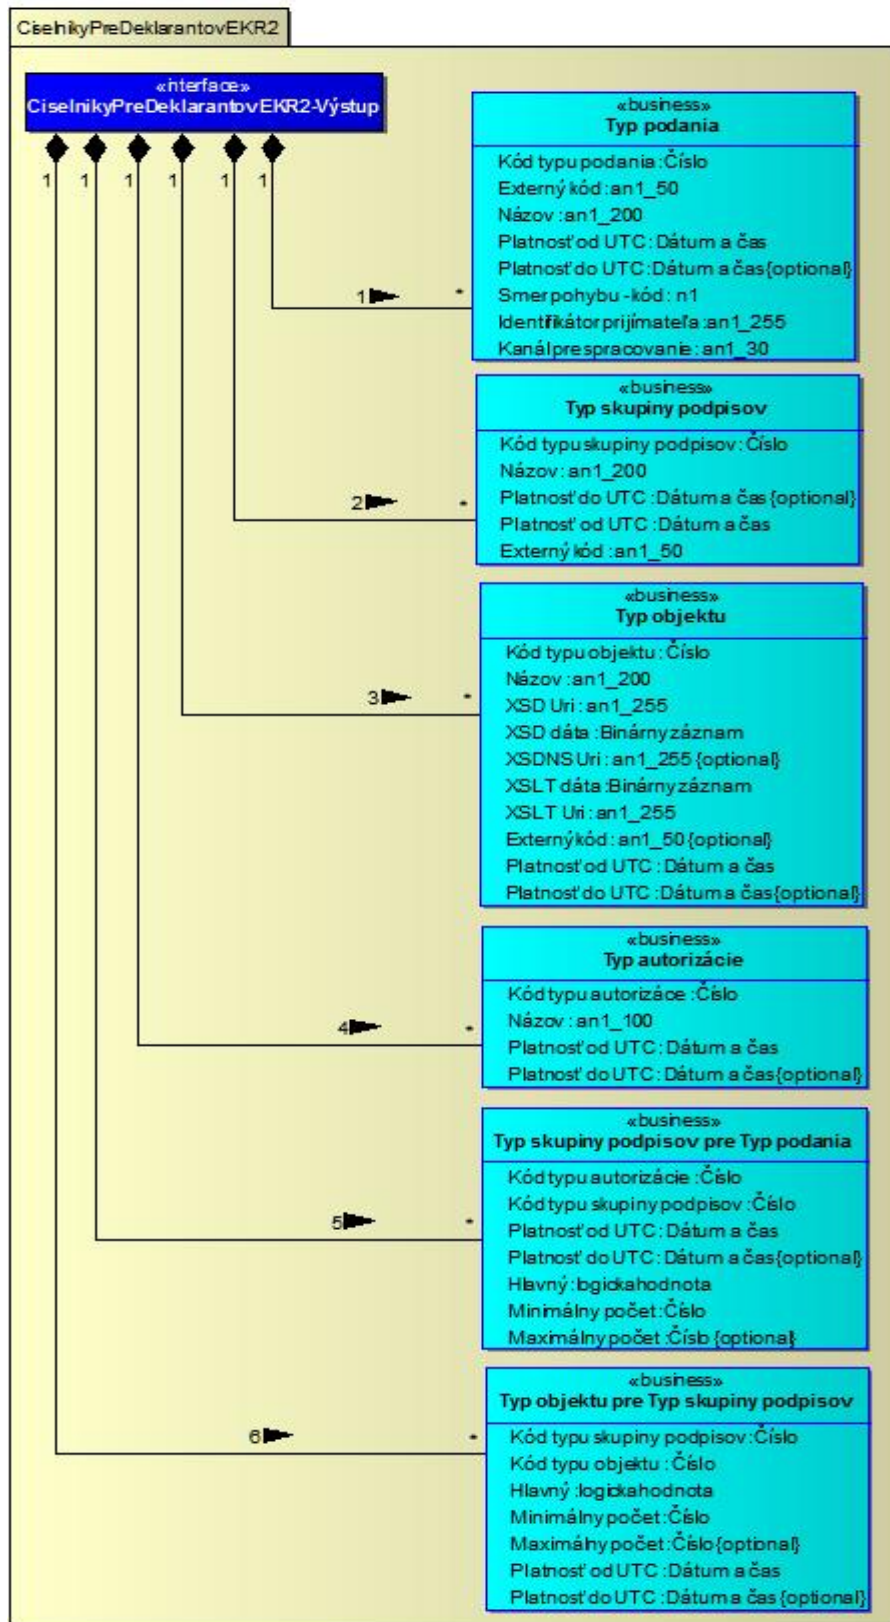 CiselnikyPreDeklarantovEKR2
«interface»
CiselnikyPreDeklarantovEKR2-Výstup
1 1 1 1 1 1
«business»
Typ podania
Kód typu podania : Číslo
Externý kód : an1_50
Názov : an1_200
Platnosť od UTC : Dátum a čas
Platnosť do UTC : Dátum a čas {optional}
Smer pohybu - kód : n1
Identifikátor prijímateľa : an1_255
Kanál pre spracovanie : an1_30
1 *
«business»
Typ skupiny podpisov
Kód typu skupiny podpisov : Číslo
Názov : an1_200
Platnosť do UTC : Dátum a čas {optional}
Platnosť od UTC : Dátum a čas
Externý kód : an1_50
2 *
«business»
Typ objektu
Kód typu objektu : Číslo
Názov : an1_200
XSD Uri : an1_255
XSD dáta : Binárny záznam
XSDNS Uri : an1_255 {optional}
XSLT dáta : Binárny záznam
XSLT Uri : an1_255
Externý kód : an1_50 {optional}
Platnosť od UTC : Dátum a čas
Platnosť do UTC : Dátum a čas {optional}
3 *
«business»
Typ autorizácie
Kód typu autorizáce : Číslo
Názov : an1_100
Platnosť od UTC : Dátum a čas
Platnosť do UTC : Dátum a čas {optional}
4 *
«business»
Typ skupiny podpisov pre Typ podania
Kód typu autorizácie : Číslo
Kód typu skupiny podpisov : Číslo
Platnosť od UTC : Dátum a čas
Platnosť do UTC : Dátum a čas {optional}
Hlavný : logicka hodnota
Minimálny počet : Číslo
Maximálny počet : Číslo {optional}
5 *
«business»
Typ objektu pre Typ skupiny podpisov
Kód typu skupiny podpisov : Číslo
Kód typu objektu : Číslo
Hlavný : logicka hodnota
Minimálny počet : Číslo
Maximálny počet : Číslo {optional}
Platnosť od UTC : Dátum a čas
Platnosť do UTC : Dátum a čas {optional}
6 *